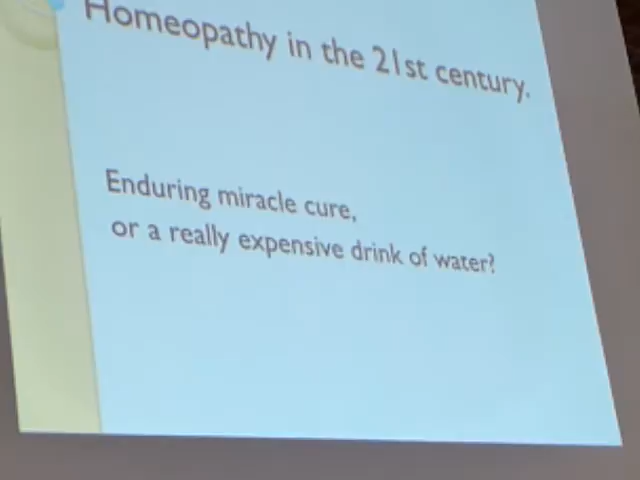 Homeopathy in the 21st century.
Enduring miracle cure,
or a really expensive drink of water?